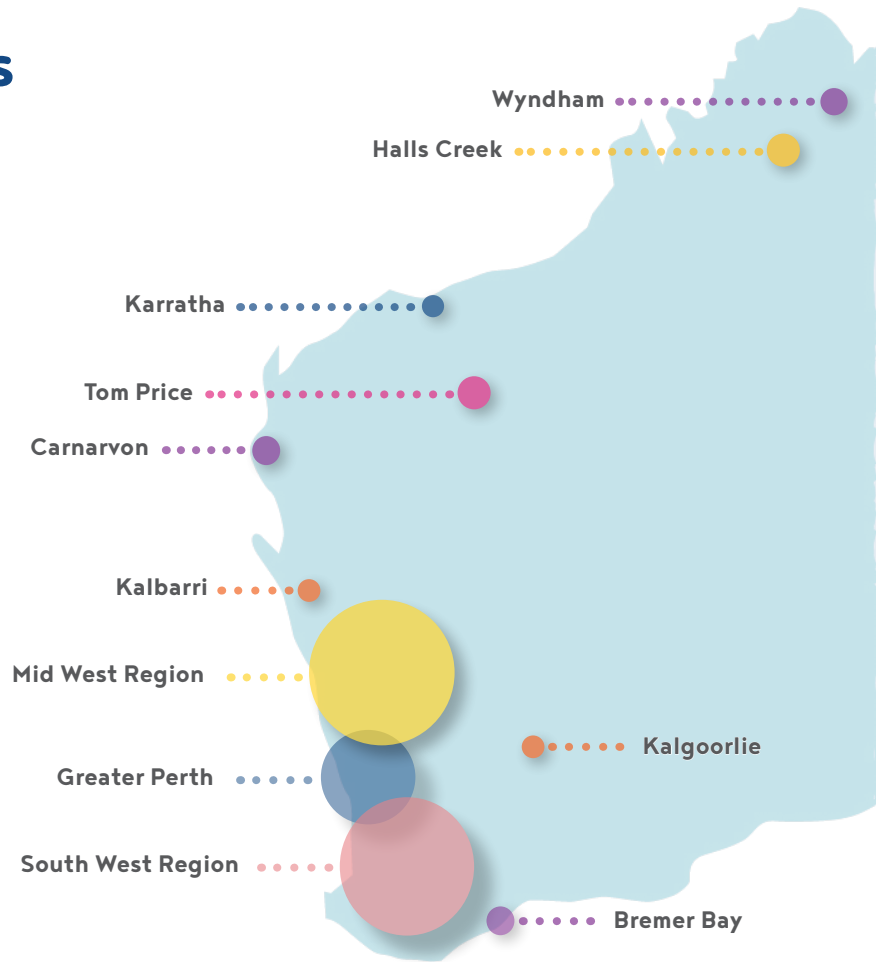 s
Wyndham
Halls Creek
Karratha
Tom Price
Carnarvon
Kalbarri
Mid West Region
Kalgoorlie
Greater Perth
South West Region
Bremer Bay